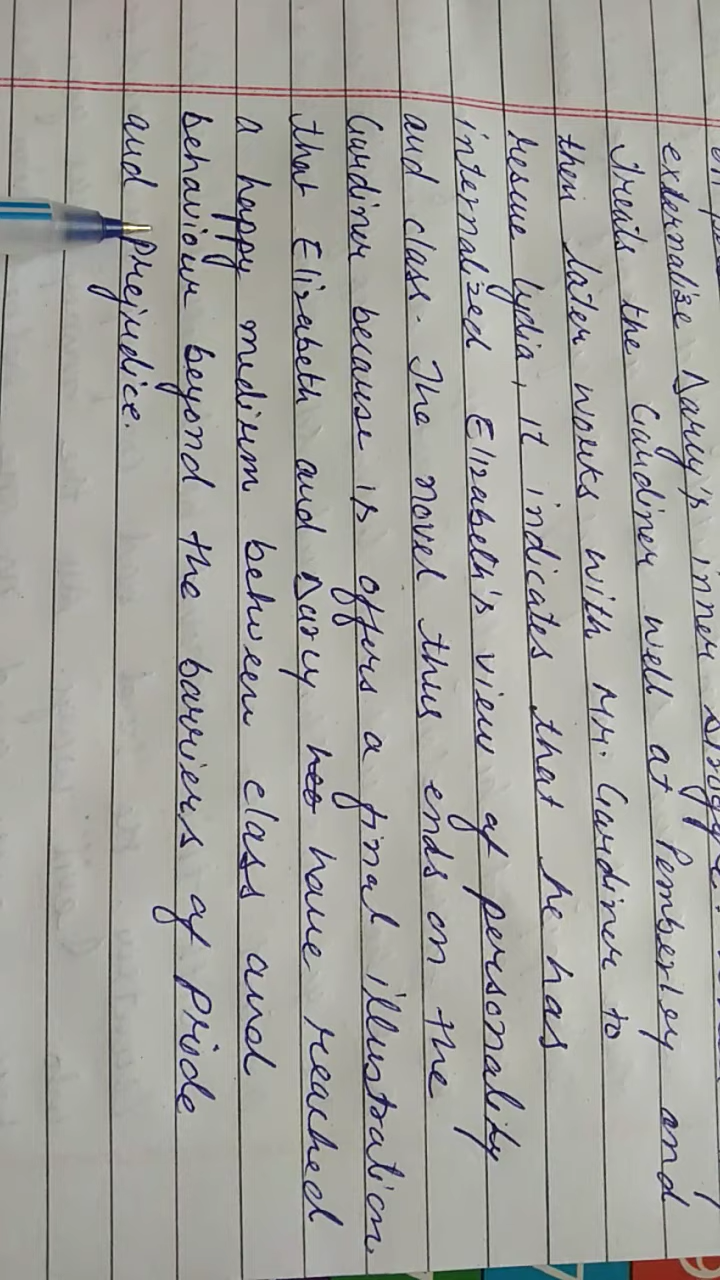 externalize Darcy's inner
treats the Gardiner well at Pemberley and
then later works with Mr. Gardiner to
rescue Lydia, it indicates that he has
internalized Elizabeth's view of personality
and class. The novel thus ends on the
Gardiner because is offers a final illustration
that Elizabeth and Darcy have reached
a happy medium between class and
behaviour beyond the barriers of Pride
and prejudice.